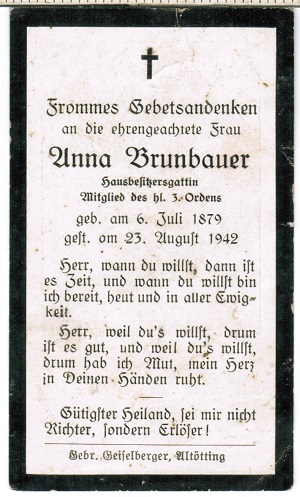 Frommes Gebetsandenken
an die ehrengeachtete Frau
Anna Brunbauer
Hausbesitzersgattin
Mitglied des hl. 3. Ordens
geb. am 6. Juli 1879
gest. am 23. August 1942
Herr, wann du willst, dann ist
es Zeit, und wann du willst bin
ich bereit, heut und in aller Ewig-
keit.
Herr, weil du's willst, drum
ist es gut, und weil du's willst,
drum hab ich Mut, mein Herz
in Deinen Händen ruht.
Gütigster Heiland, sei mir nicht
Richter, sondern Erlöser!
Gebr. Geiselberger, Altötting